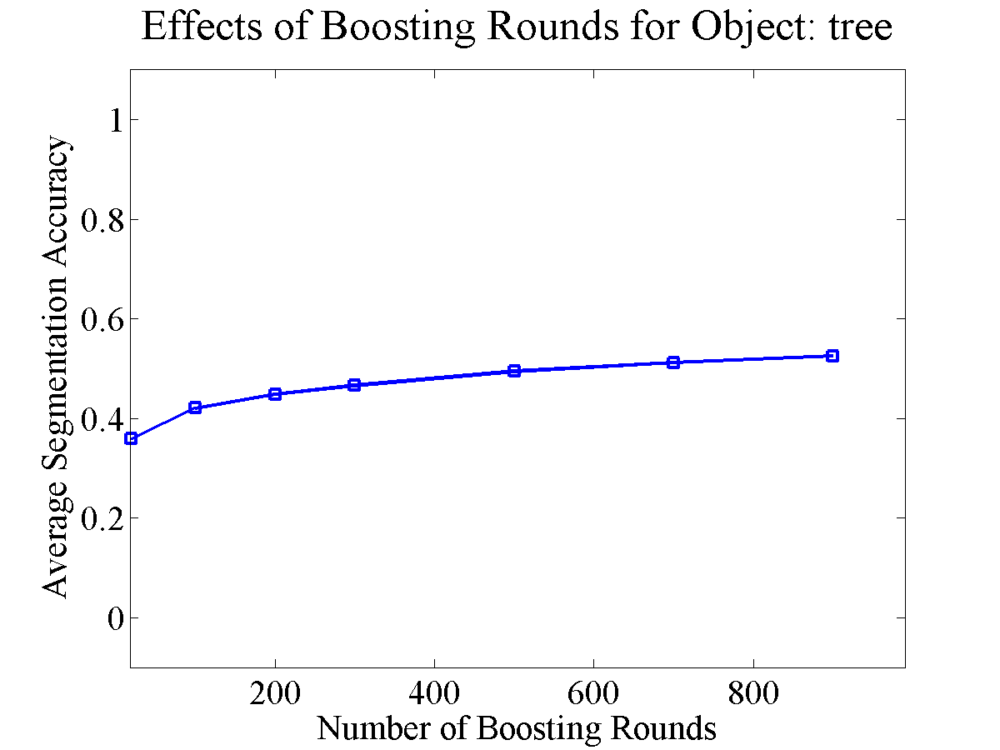 Effects of Boosting Rounds for Object: tree
Average Segmentation Accuracy
1
0.8
0.6
0.4
0.2
0
200 400 600 800
Number of Boosting Rounds